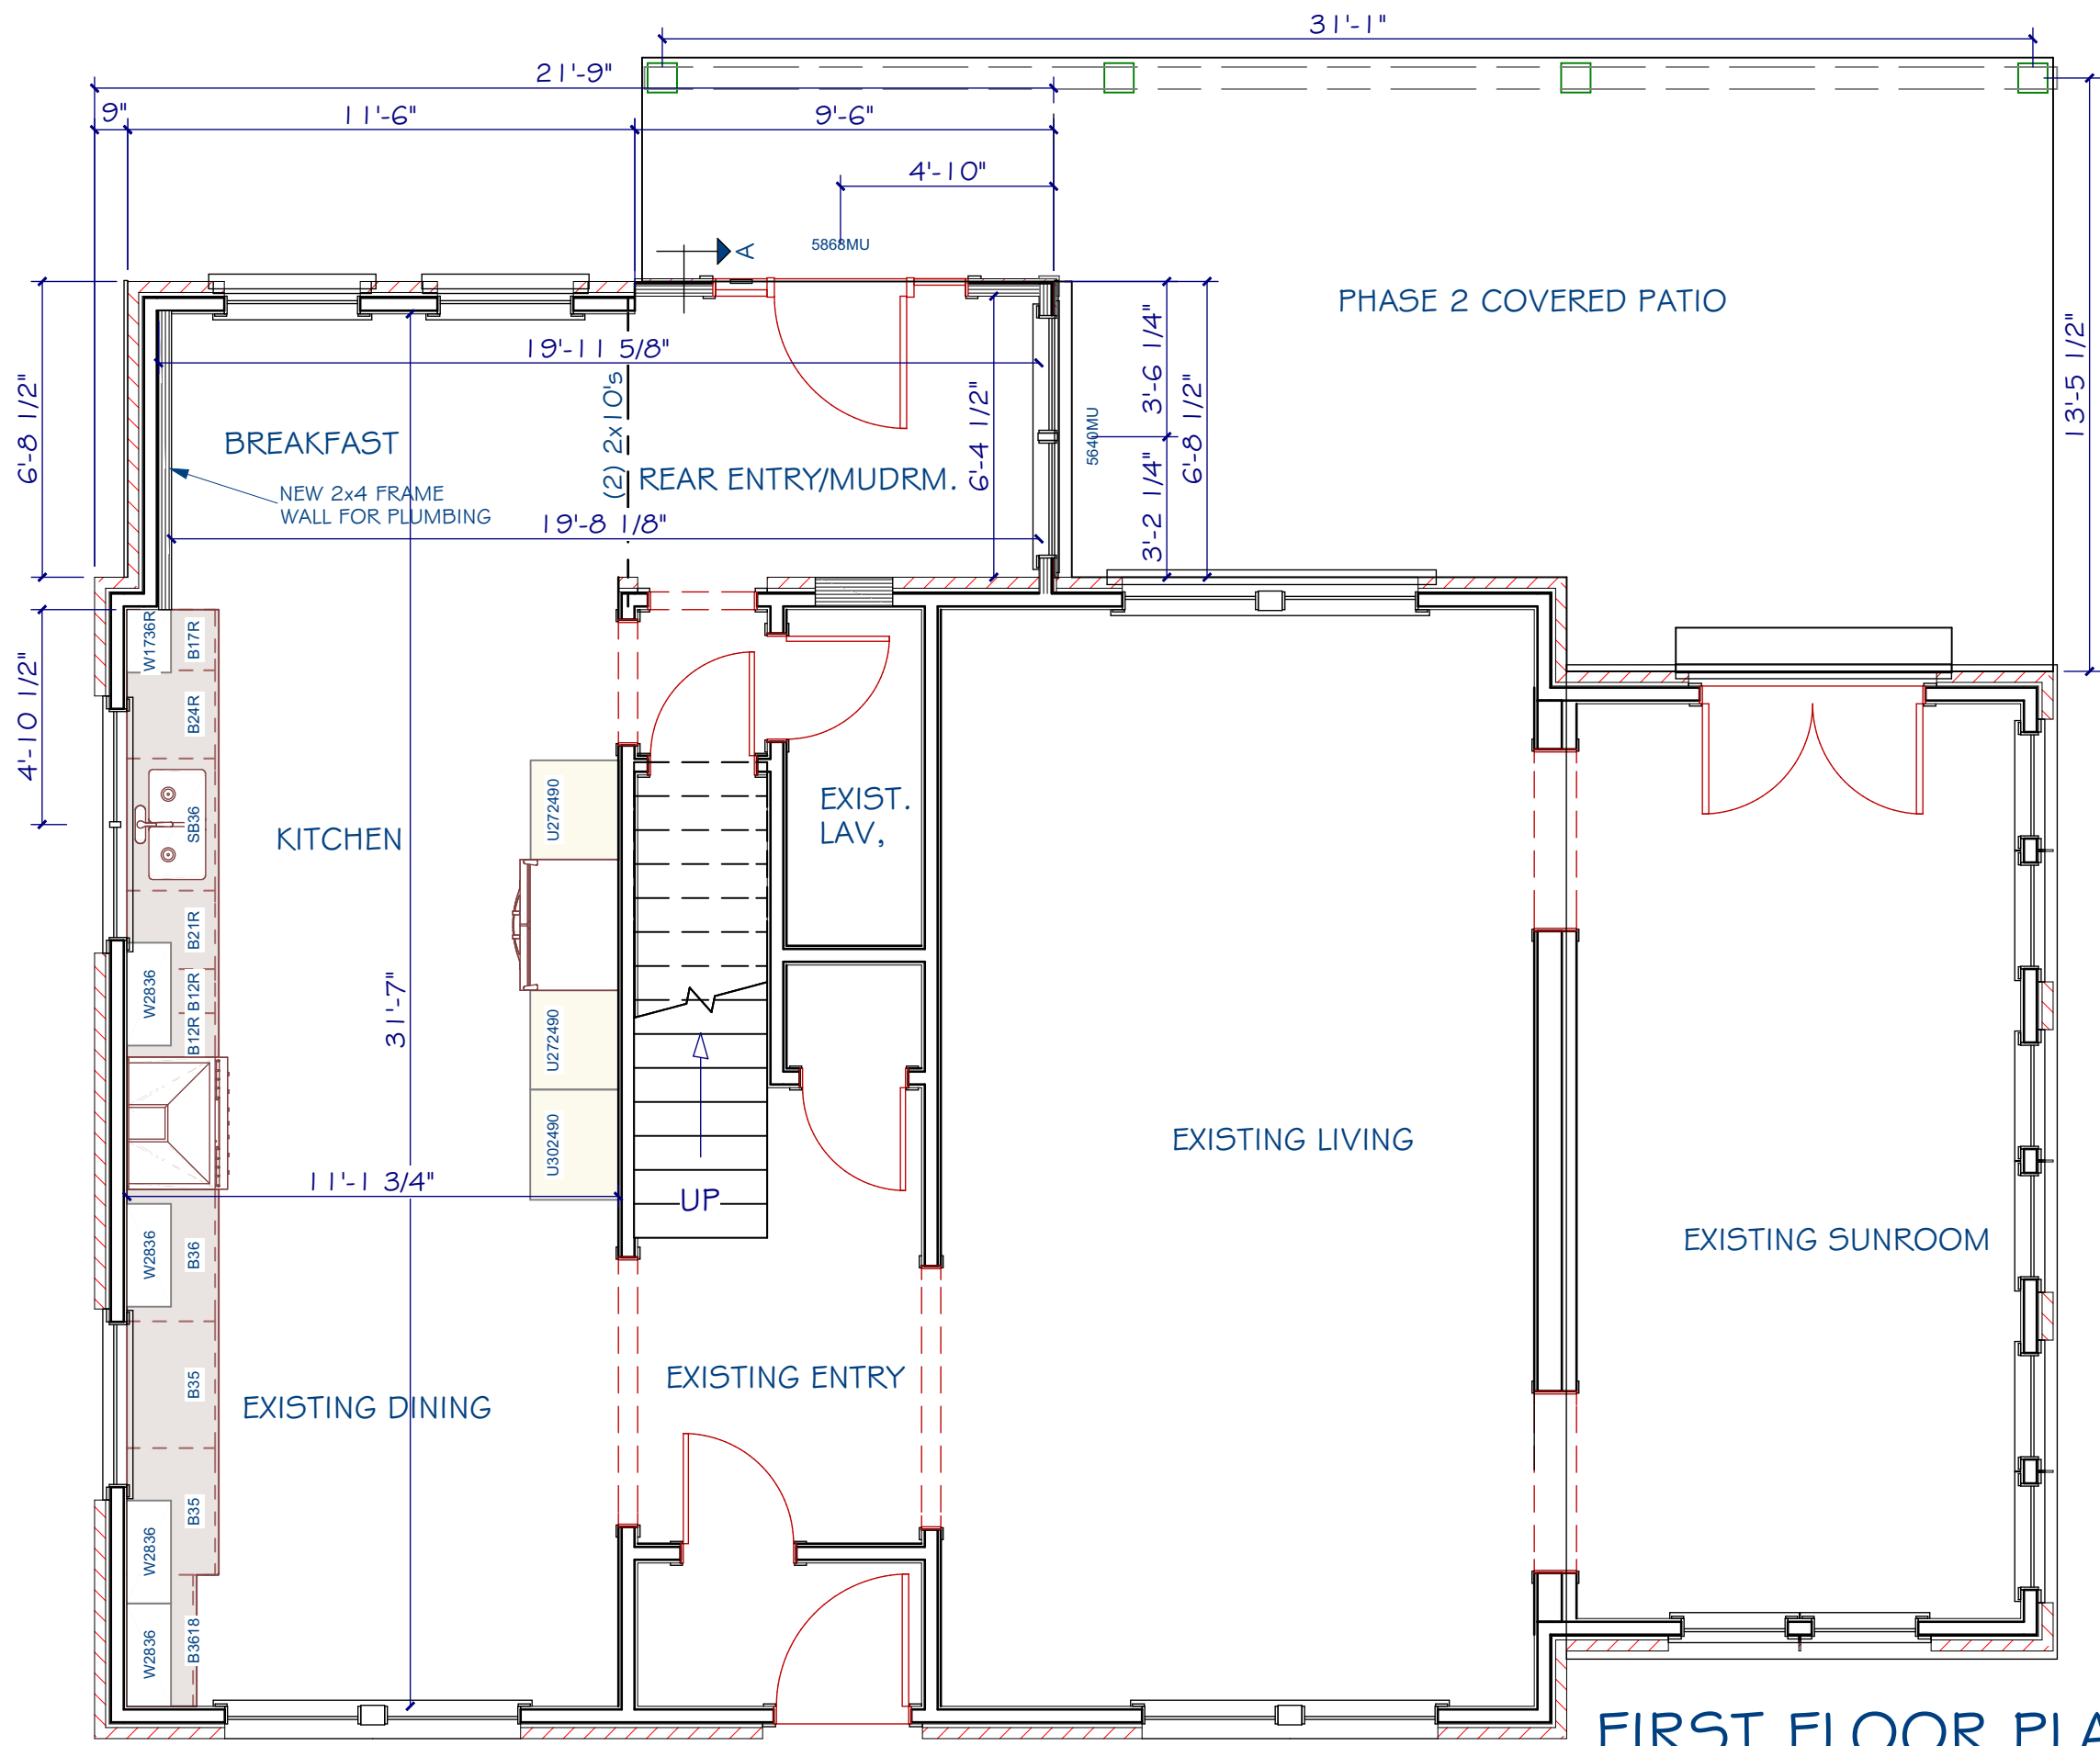 31'-1"
21'-9"
9"
11'-6"
9'-6"
4'-10"
A
5868MU
PHASE 2 COVERED PATIO
13'-5 1/2"
6'-8 1/2"
19'-11 5/8"
(2) 2x10's
6'-4 1/2"
3'-6 1/4"
6'-8 1/2"
5640MU
3'-2 1/4"
BREAKFAST
REAR ENTRY/MUDRM.
NEW 2x4 FRAME
WALL FOR PLUMBING
19'-8 1/8"
4'-10 1/2"
W1736R
B17R
B24R
SB36
KITCHEN
U272490
EXIST.
LAV,
B21R
W2836
B12R
B12R
31'-7"
U272490
U302490
11'-1 3/4"
UP
EXISTING LIVING
EXISTING SUNROOM
W2836
B36
B35
EXISTING DINING
EXISTING ENTRY
B35
W2836
W2836
B3618
FIRST FLOOR PLA